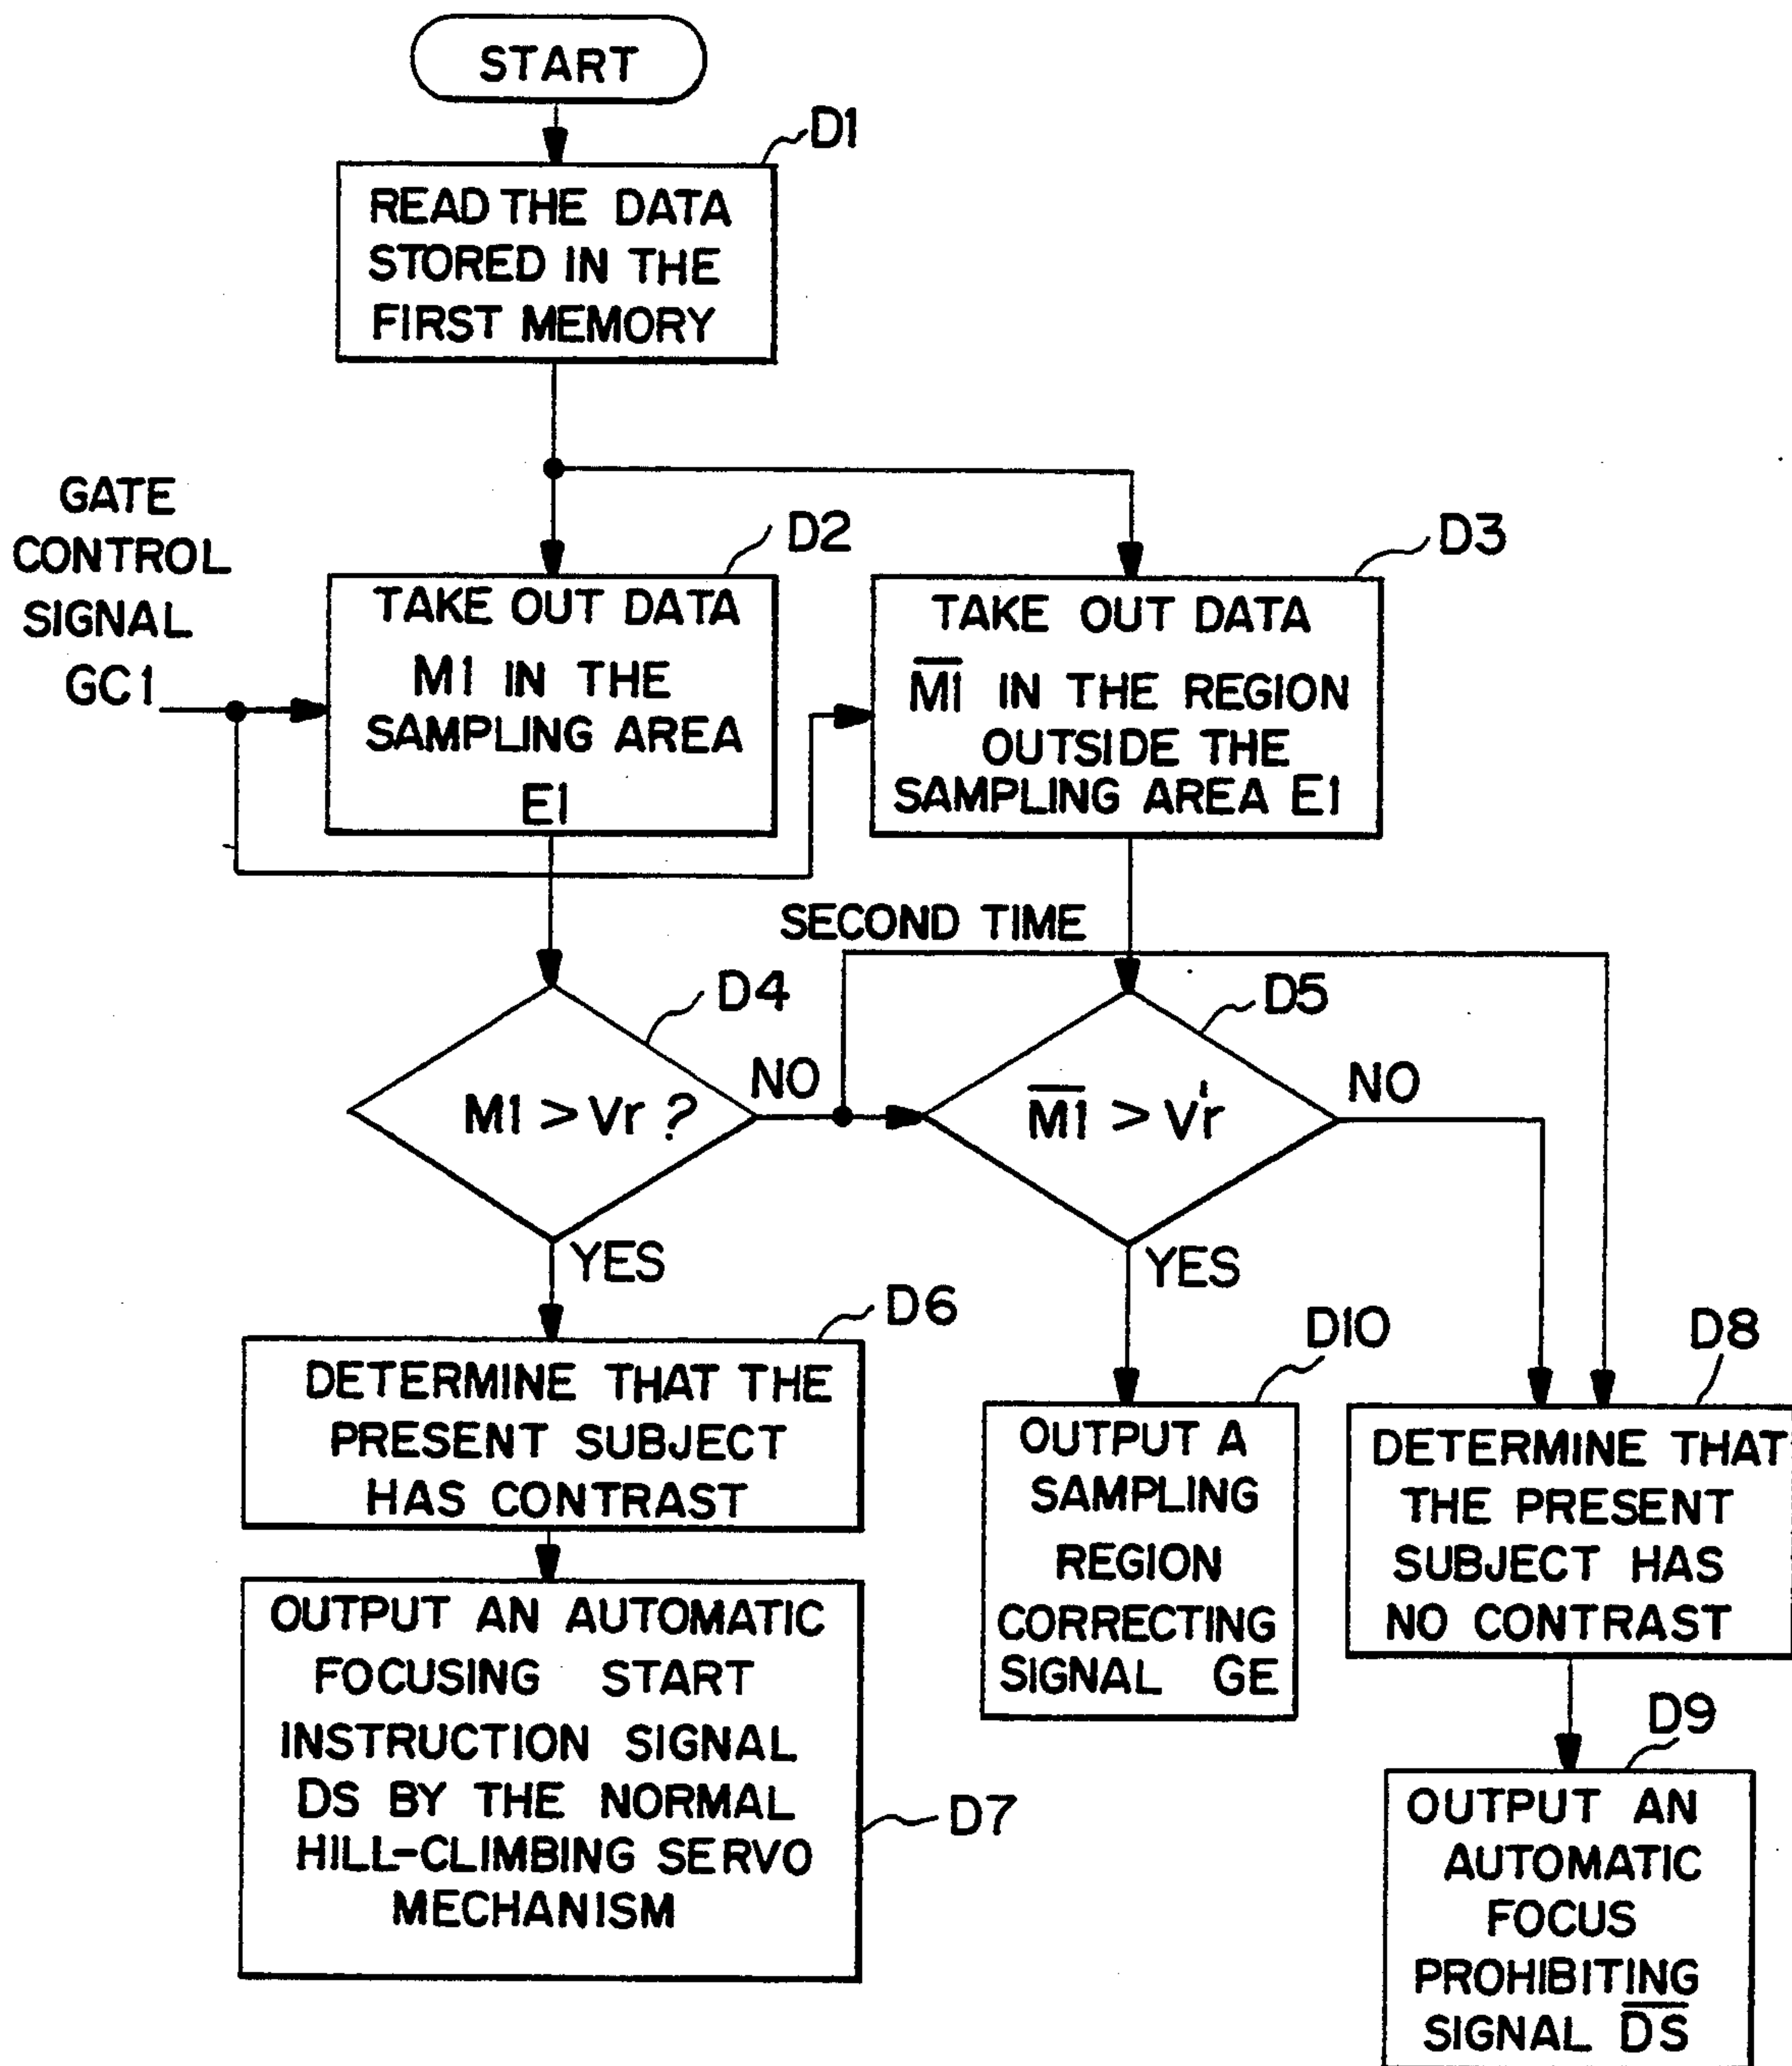 START
D1
READ THE DATA
STORED IN THE
FIRST MEMORY
GATE
CONTROL
SIGNAL
GC1
D2
TAKE OUT DATA
M1 IN THE
SAMPLING AREA
E1
D3
TAKE OUT DATA
M̅1̅ IN THE REGION
OUTSIDE THE
SAMPLING AREA E1
SECOND TIME
D4
M1 > Vr ?
NO
YES
D5
M̅1̅ > V'r
NO
YES
D6
DETERMINE THAT THE
PRESENT SUBJECT
HAS CONTRAST
D7
OUTPUT AN AUTOMATIC
FOCUSING START
INSTRUCTION SIGNAL
DS BY THE NORMAL
HILL-CLIMBING SERVO
MECHANISM
D10
OUTPUT A
SAMPLING
REGION
CORRECTING
SIGNAL GE
D8
DETERMINE THAT
THE PRESENT
SUBJECT HAS
NO CONTRAST
D9
OUTPUT AN
AUTOMATIC
FOCUS
PROHIBITING
SIGNAL D̅S̅